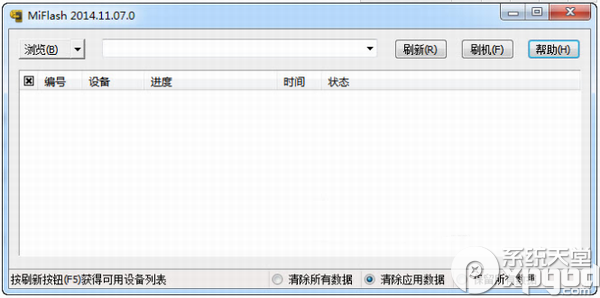 MiFlash 2014.11.07.0
浏览(B) 刷新(R) 刷机(F) 帮助(H)
编号 设备 进度 时间 状态
按刷新按钮(F5)获得可用设备列表 清除所有数据 清除应用数据
系统天堂